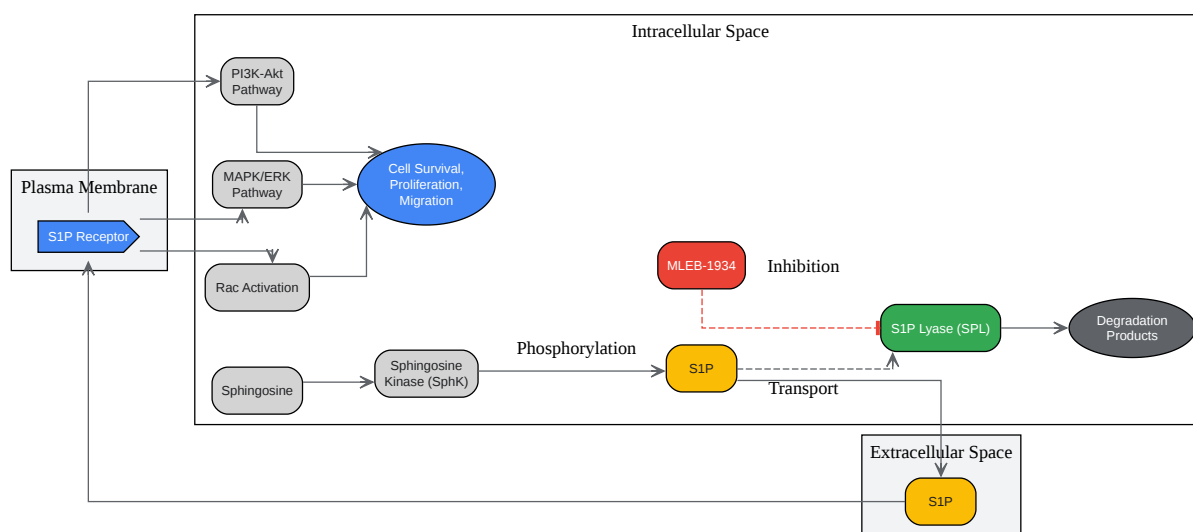 Intracellular Space
PI3K-Akt
Pathway
MAPK/ERK
Pathway
Cell Survival,
Proliferation,
Migration
Plasma Membrane
S1P Receptor
Rac Activation
MLEB-1934
Inhibition
S1P Lyase (SPL)
Degradation
Products
Phosphorylation
Sphingosine
Sphingosine
Kinase (SphK)
S1P
Transport
Extracellular Space
S1P